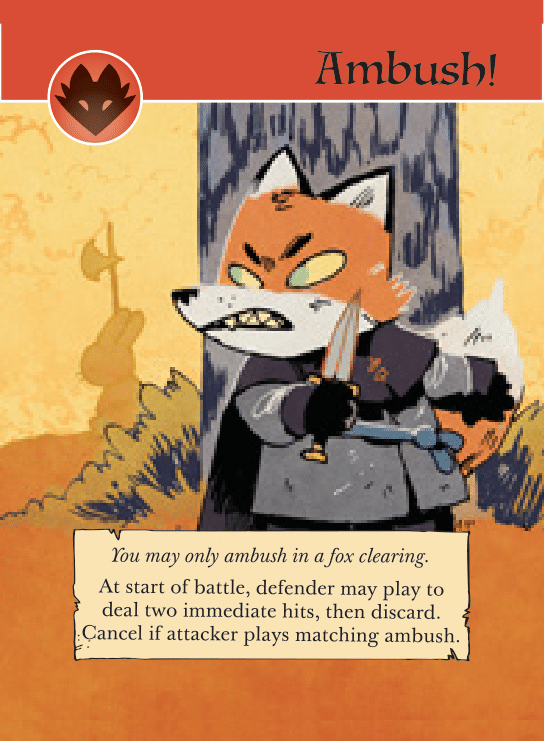 Ambush!
You may only ambush in a fox clearing.
At start of battle, defender may play to
deal two immediate hits, then discard.
Cancel if attacker plays matching ambush.